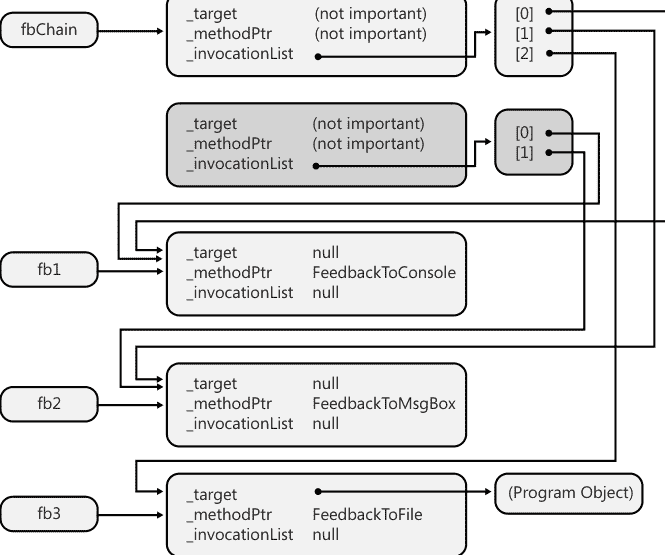 fbChain
_target (not important)
_methodPtr (not important)
_invocationList
[0]
[1]
[2]
_target (not important)
_methodPtr (not important)
_invocationList
[0]
[1]
fb1
_target null
_methodPtr FeedbackToConsole
_invocationList null
fb2
_target null
_methodPtr FeedbackToMsgBox
_invocationList null
fb3
_target
_methodPtr FeedbackToFile
_invocationList null
(Program Object)